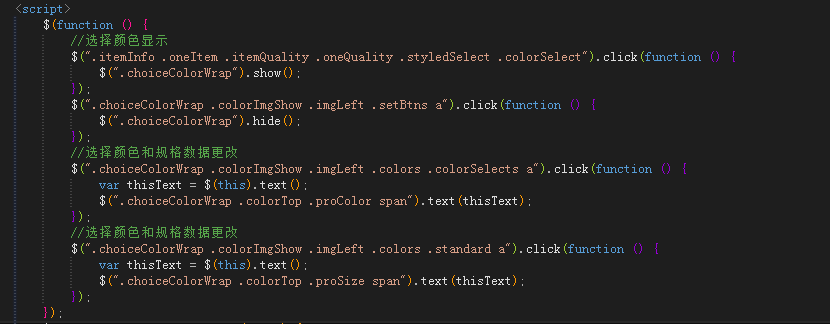 <script>
$(function () {
//选择颜色显示
$(".itemInfo .oneItem .itemQuality .oneQuality .styledSelect .colorSelect").click(function () {
$(".choiceColorWrap").show();
});
$(".choiceColorWrap .colorImgShow .imgLeft .setBtns a").click(function () {
$(".choiceColorWrap").hide();
});
//选择颜色和规格数据更改
$(".choiceColorWrap .colorImgShow .imgLeft .colors .colorSelects a").click(function () {
var thisText = $(this).text();
$(".choiceColorWrap .colorTop .proColor span").text(thisText);
});
//选择颜色和规格数据更改
$(".choiceColorWrap .colorImgShow .imgLeft .colors .standard a").click(function () {
var thisText = $(this).text();
$(".choiceColorWrap .colorTop .proSize span").text(thisText);
});
});